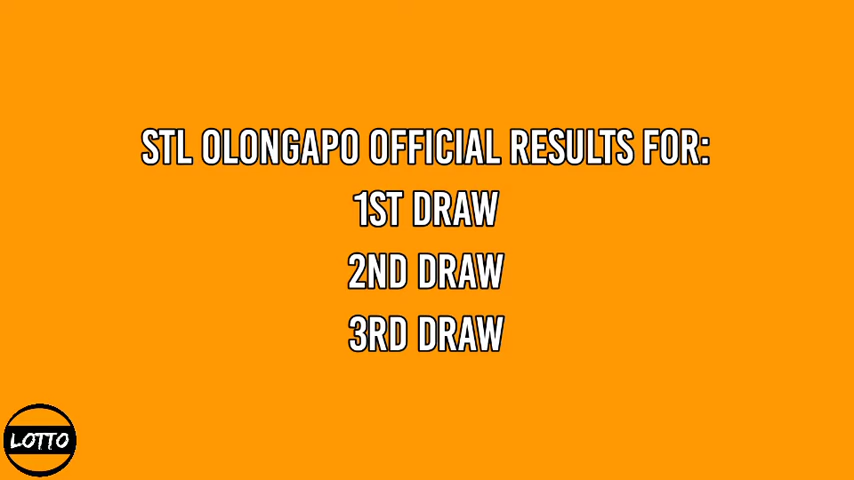 STL OLONGAPO OFFICIAL RESULTS FOR:
1ST DRAW
2ND DRAW
3RD DRAW
LOTTO